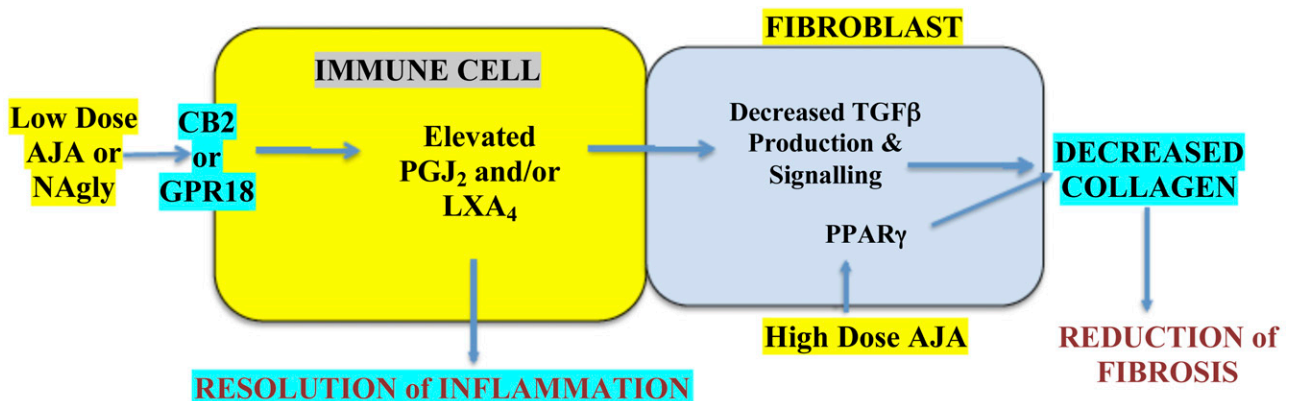 FIBROBLAST
IMMUNE CELL
Low Dose
AJA or
NAgly
CB2
or
GPR18
Elevated
PGJ₂ and/or
LXA₄
Decreased TGFβ
Production &
Signalling
PPARγ
DECREASED
COLLAGEN
High Dose AJA
RESOLUTION of INFLAMMATION
REDUCTION of
FIBROSIS